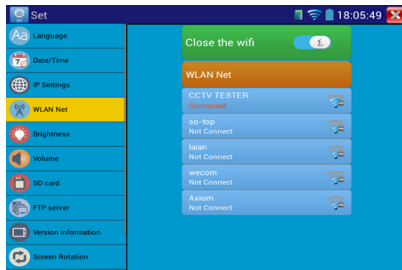 Set
18:05:49
Language
Date/Time
IP Settings
WLAN Net
Brightness
Volume
SD card
FTP server
Version Information
Screen Rotation
Close the wifi
WLAN Net
CCTV TESTER
Connected
so-top
Not Connect
laian
Not Connect
wecom
Not Connect
Axiom
Not Connect